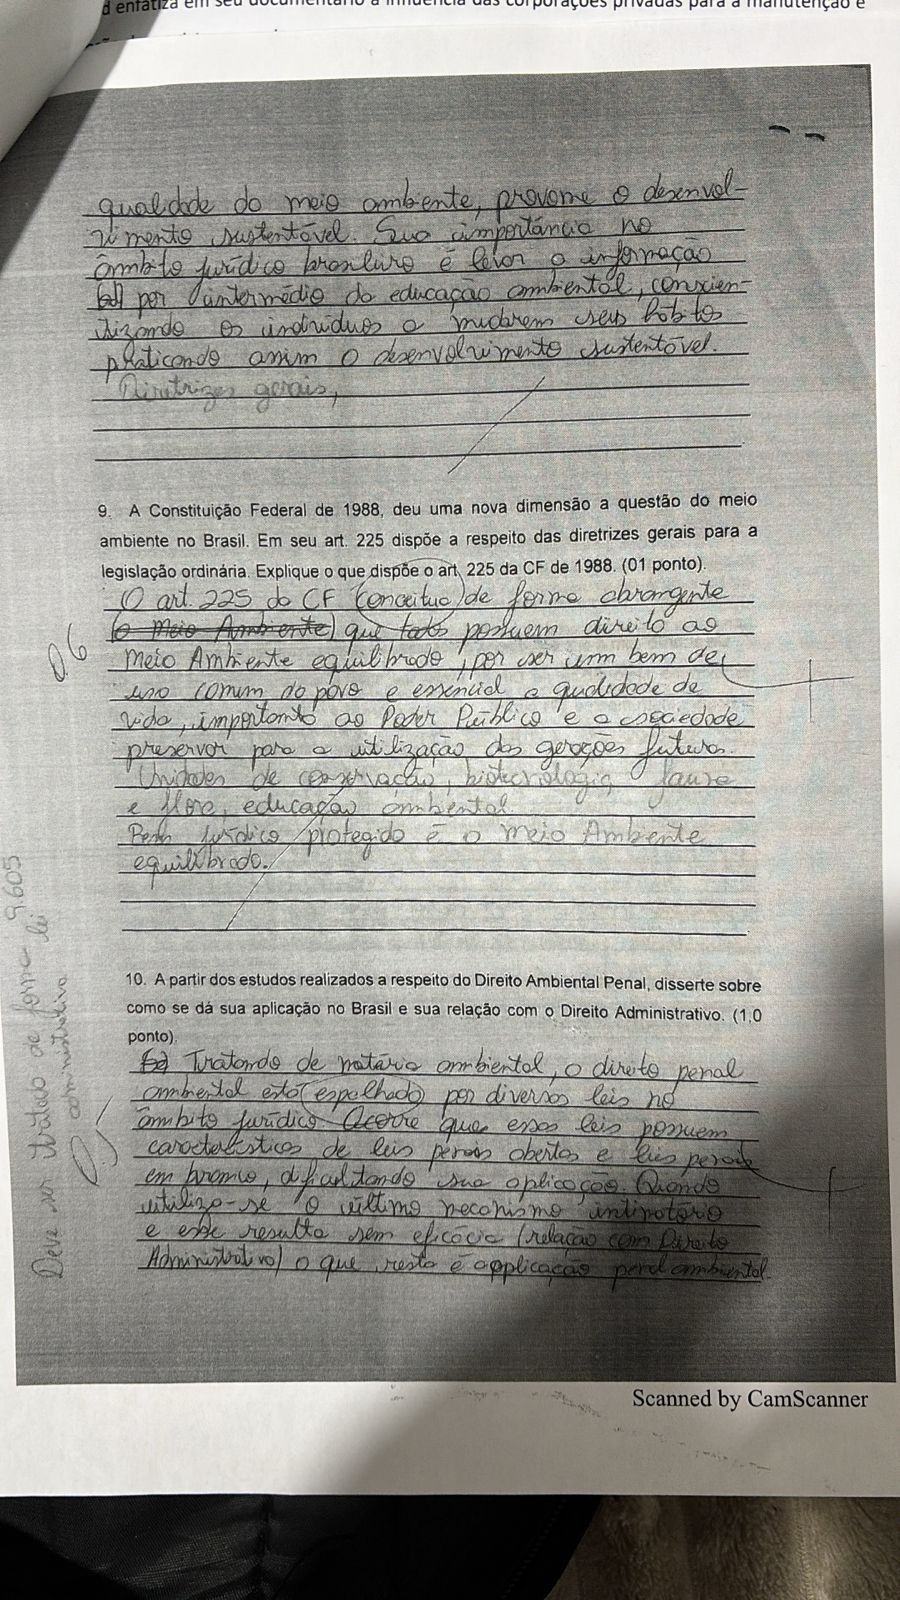 d enfatiza em seu documentário a influência das corporações privadas para a manutenção e
qualidade do meio ambiente, provome o desenvol-
vimento sustentável. Sua importância no
âmbito jurídico brasileiro é levar a informação
por intermédio da educação ambiental, conscien-
tizando os indivíduos a mudarem seus hábitos
praticando assim o desenvolvimento sustentável.
Diretrizes gerais,
9. A Constituição Federal de 1988, deu uma nova dimensão a questão do meio
ambiente no Brasil. Em seu art. 225 dispõe a respeito das diretrizes gerais para a
legislação ordinária. Explique o que dispõe o art. 225 da CF de 1988. (01 ponto).
O art. 225 da CF (conceitua) de forma abrangente
(o Meio Ambiente) que todos possuem direito ao
Meio Ambiente equilibrado, por ser um bem de
uso comum do povo e essencial a qualidade de
vida, importanto ao Poder Público e a sociedade
preservar para a utilização das gerações futuras.
Unidades de conservação, biotecnologia, fauna
e flora, educação ambiental.
Bem jurídico protegido é o Meio Ambiente
equilibrado.
0.6
10. A partir dos estudos realizados a respeito do Direito Ambiental Penal, disserte sobre
como se dá sua aplicação no Brasil e sua relação com o Direito Administrativo. (1,0
ponto).
Tratando de matéria ambiental, o direito penal
ambiental está (espalhado) por diversas leis no
âmbito jurídico. Ocorre que essas leis possuem
características de leis penais abertas e leis penais
em branco, dificultando sua aplicação. Quando
utiliza-se o último mecanismo
e esse resulta sem eficácia (relação com Direito
Administrativo) o que resta é applicação penal ambiental.
Deve ser tratado de forma lei 9.605
administrativa
Scanned by CamScanner